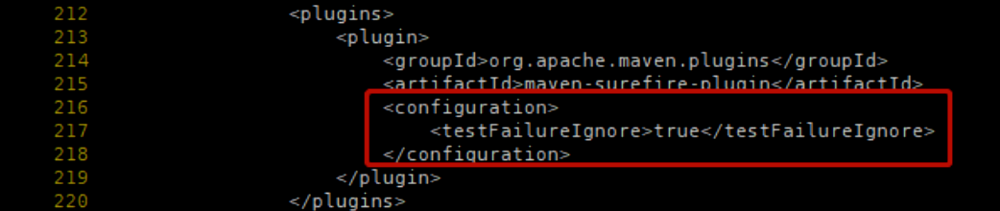 212 <plugins>
213 <plugin>
214 <groupId>org.apache.maven.plugins</groupId>
215 <artifactId>maven-surefire-plugin</artifactId>
216 <configuration>
217 <testFailureIgnore>true</testFailureIgnore>
218 </configuration>
219 </plugin>
220 </plugins>